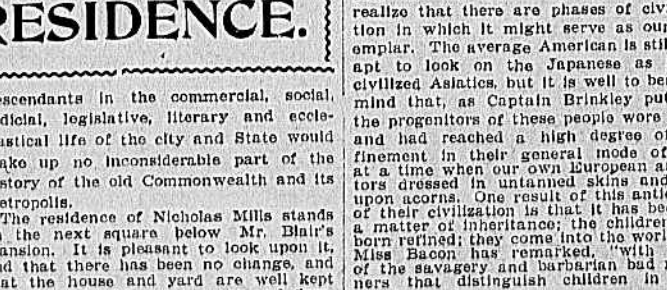 RESIDENCE.
escendants in the commercial, social,
dicial, legislative, literary and eccle-
astical life of the city and State would
ake up no inconsiderable part of the
story of the old Commonwealth and its
etropolis.
The residence of Nicholas Mills stands
the next square below Mr. Blair's
ansion. It is pleasant to look upon it,
nd that there has been no change, and
at the house and yard are well kept
realize that there are phases of civ
tion in which it might serve as our
emplar. The average American is still
apt to look on the Japanese as
civilized Asiatics, but it is well to bea
mind that, as Captain Brinkley put
the progenitors of these people wore
and had reached a high degree of
finement in their general mode of
at a time when our own European a
tors dressed in untanned skins and
upon acorns. One result of this anti
of their civilization is that it has be
a matter of inheritance; the childre
born refined; they come into the worl
Miss Bacon has remarked, "with
of the savagery and barbarian bad
ners that distinguish children in